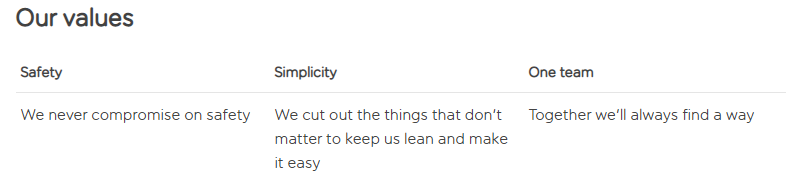 Our values
Safety
Simplicity
One team
We never compromise on safety
We cut out the things that don't
matter to keep us lean and make
it easy
Together we'll always find a way